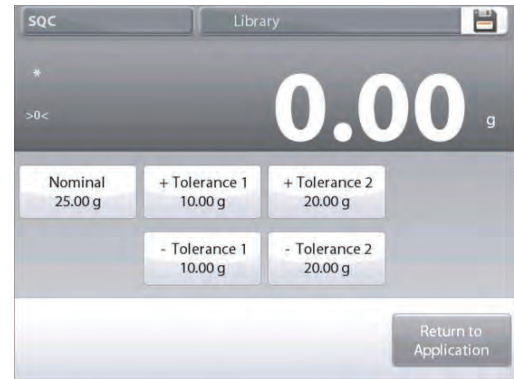 SQC
Library
*
>0<
0.00 g
Nominal
25.00 g
+ Tolerance 1
10.00 g
+ Tolerance 2
20.00 g
- Tolerance 1
10.00 g
- Tolerance 2
20.00 g
Return to
Application